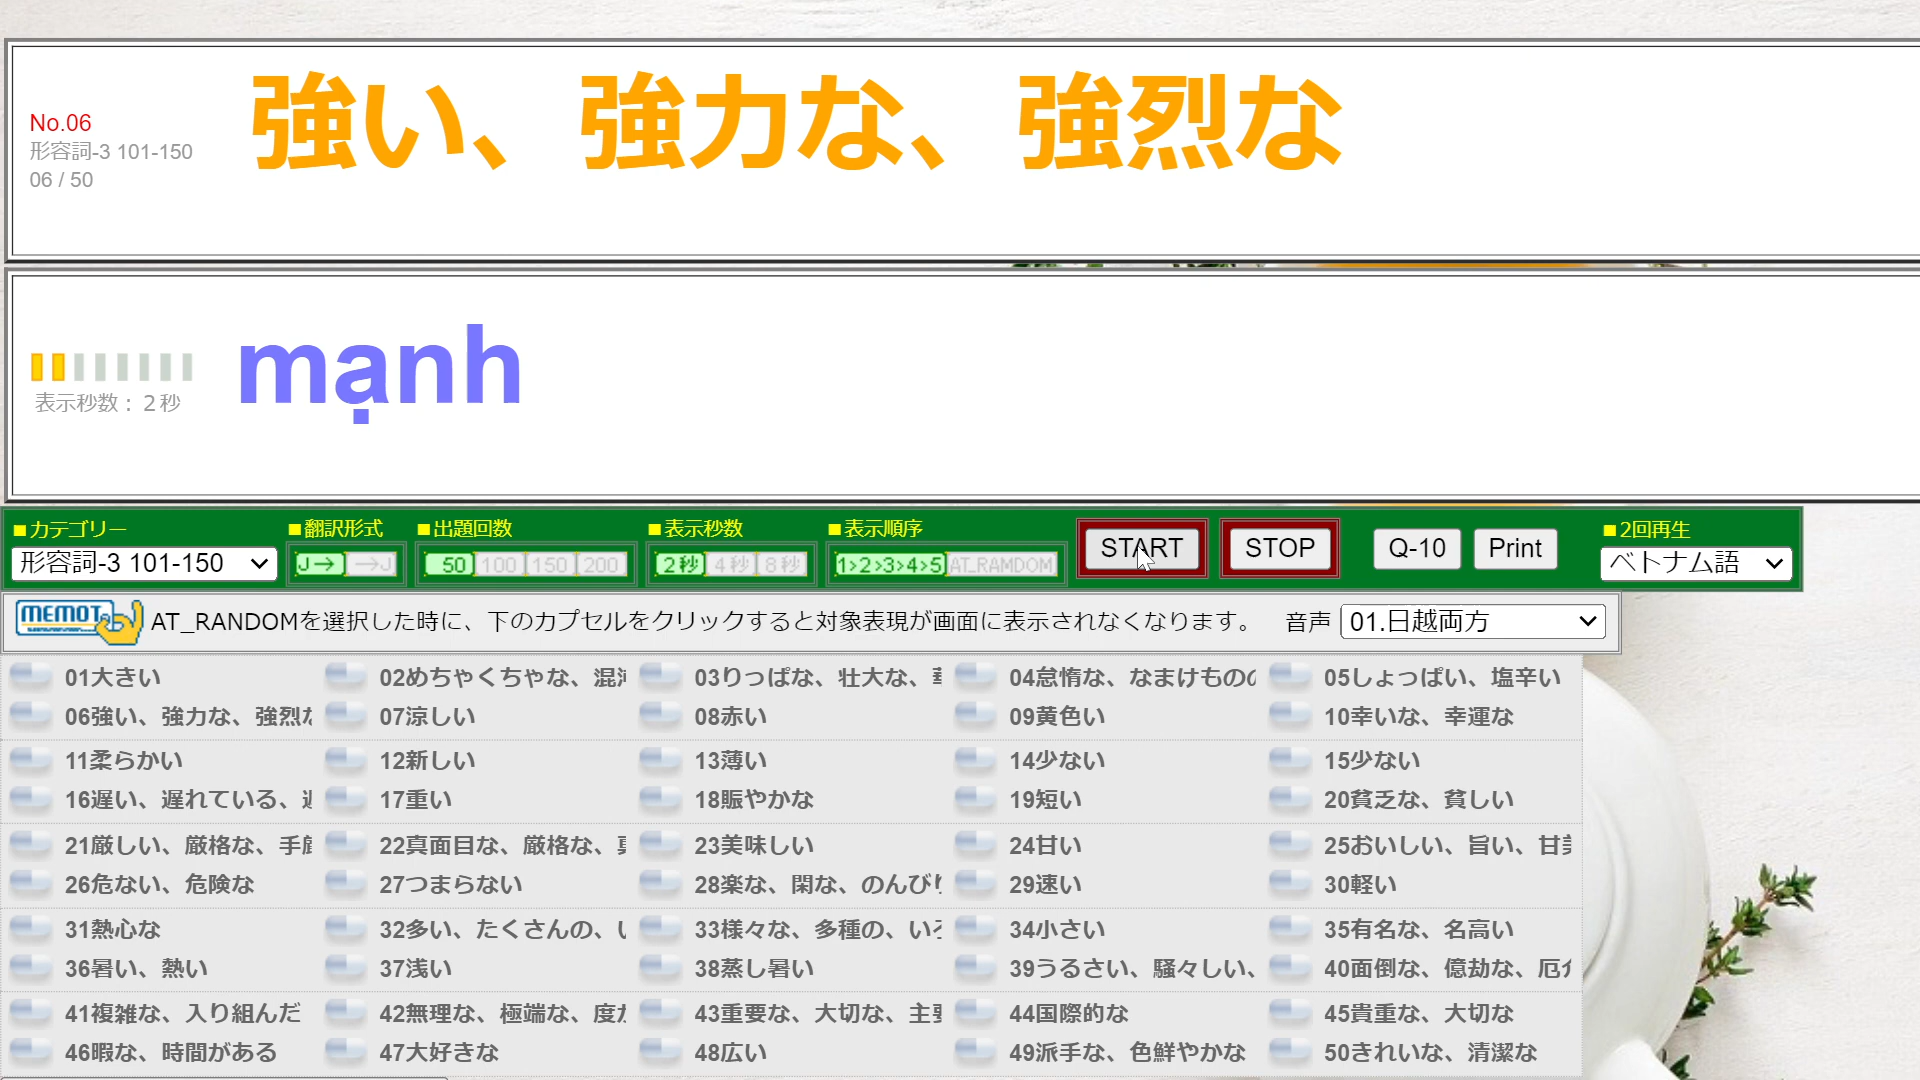 強い、強力な、強烈な
No.06
形容詞-3 101-150
06 / 50
mạnh
表示秒数：２秒
■カテゴリー ■翻訳形式 ■出題回数 ■表示秒数 ■表示順序 ■2回再生
形容詞-3 101-150 J→ →J 50 100 150 200 2秒 4秒 8秒 1>2>3>4>5 AT_RAMDOM START STOP Q-10 Print ベトナム語
MEMOT AT_RANDOMを選択した時に、下のカプセルをクリックすると対象表現が画面に表示されなくなります。 音声 01.日越両方
01大きい 02めちゃくちゃな、混 03りっぱな、壮大な、 04怠惰な、なまけものの 05しょっぱい、塩辛い
06強い、強力な、強烈な 07涼しい 08赤い 09黄色い 10幸いな、幸運な
11柔らかい 12新しい 13薄い 14少ない 15少ない
16遅い、遅れている、 17重い 18賑やかな 19短い 20貧乏な、貧しい
21厳しい、厳格な、手 22真面目な、厳格な、 23美味しい 24甘い 25おいしい、旨い、甘
26危ない、危険な 27つまらない 28楽な、閑な、のんびり 29速い 30軽い
31熱心な 32多い、たくさんの、い 33様々な、多種の、いろ 34小さい 35有名な、名高い
36暑い、熱い 37浅い 38蒸し暑い 39うるさい、騒々しい、 40面倒な、億劫な、厄介
41複雑な、入り組んだ 42無理な、極端な、度が 43重要な、大切な、主要 44国際的な 45貴重な、大切な
46暇な、時間がある 47大好きな 48広い 49派手な、色鮮やかな 50きれいな、清潔な